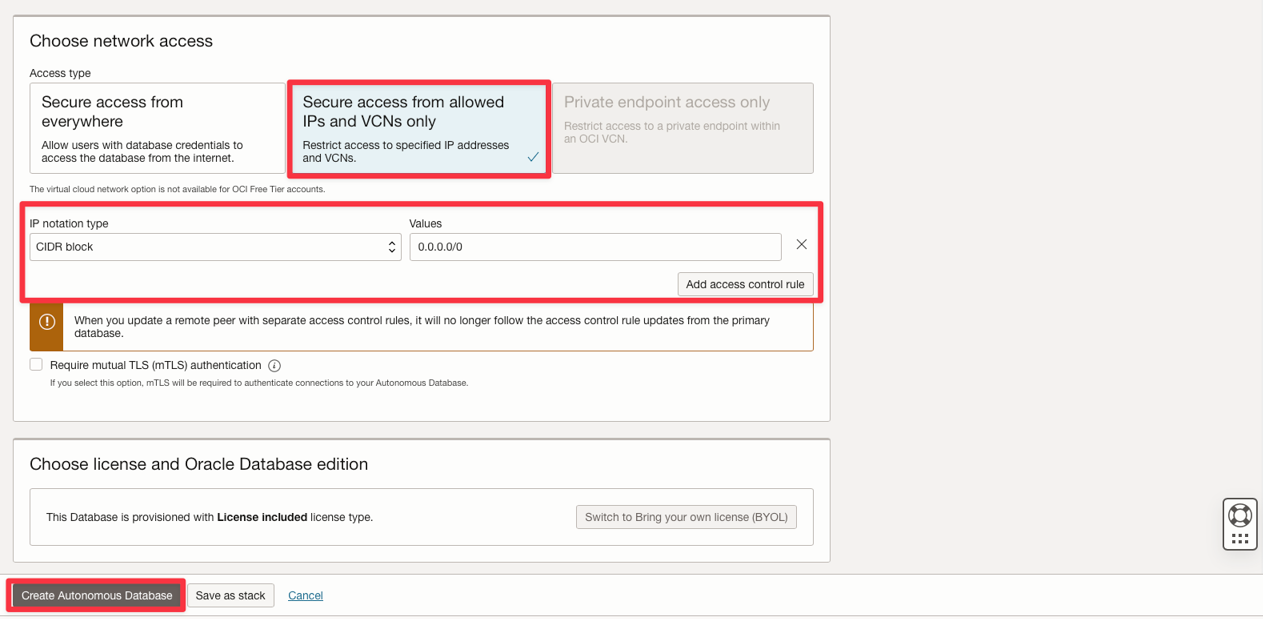 Choose network access
Access type
Secure access from
everywhere
Allow users with database credentials to
access the database from the internet.
Secure access from allowed
IPs and VCNs only
Restrict access to specified IP addresses
and VCNs.
Private endpoint access only
Restrict access to a private endpoint within
an OCI VCN.
The virtual cloud network option is not available for OCI Free Tier accounts.
IP notation type
CIDR block
Values
0.0.0.0/0
Add access control rule
When you update a remote peer with separate access control rules, it will no longer follow the access control rule updates from the primary
database.
Require mutual TLS (mTLS) authentication
If you select this option, mTLS will be required to authenticate connections to your Autonomous Database.
Choose license and Oracle Database edition
This Database is provisioned with License included license type.
Switch to Bring your own license (BYOL)
Create Autonomous Database
Save as stack
Cancel